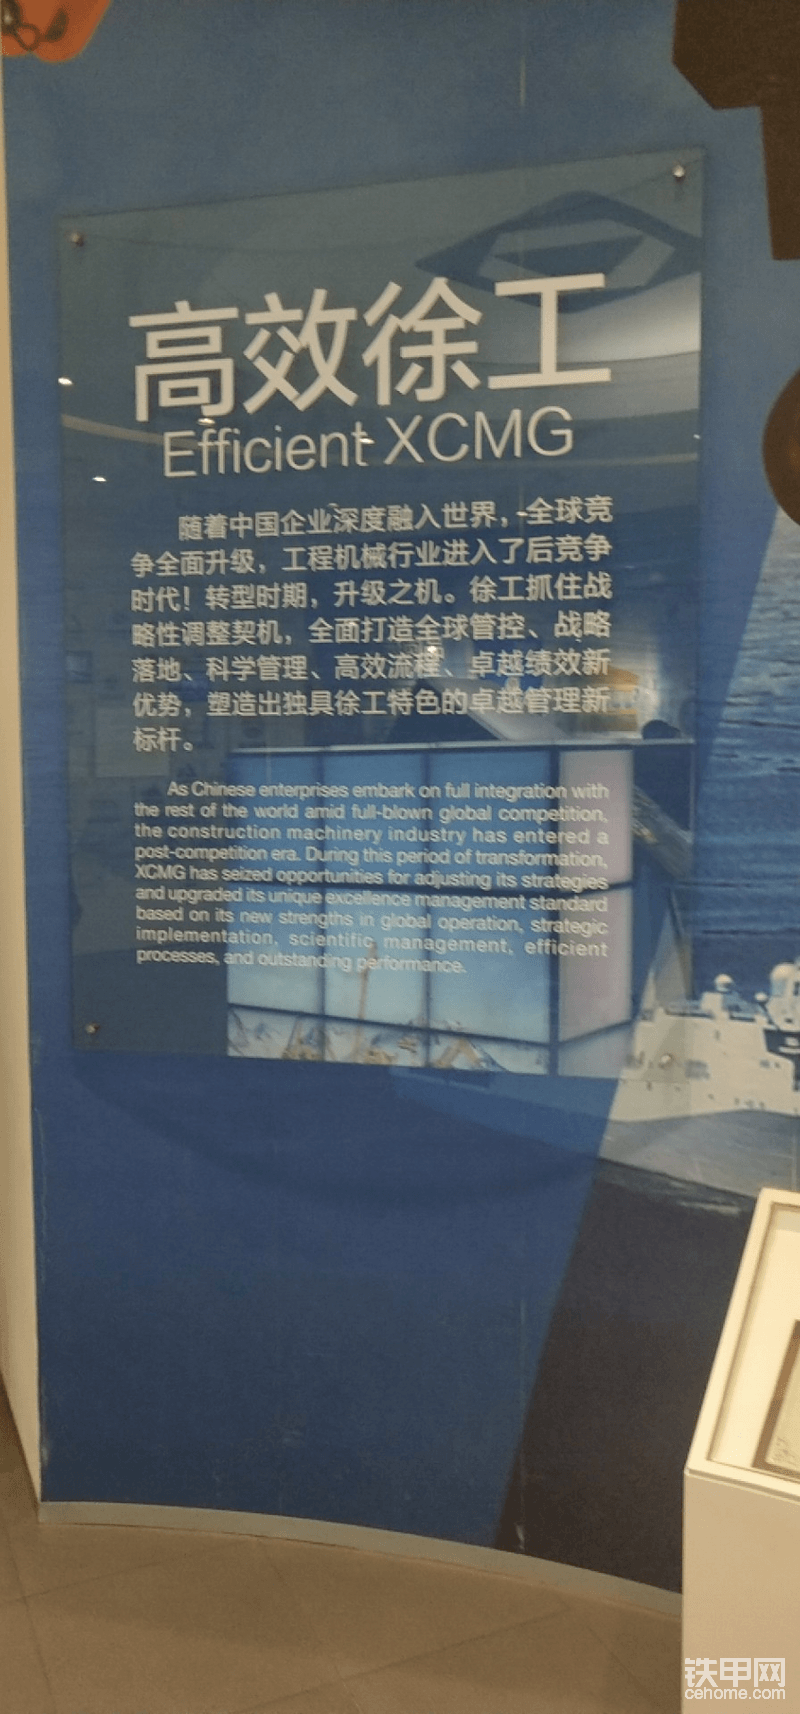 高效徐工
Efficient XCMG
随着中国企业深度融入世界，全球竞
争全面升级，工程机械行业进入了后竞争
时代！转型时期，升级之机。徐工抓住战
略性调整契机，全面打造全球管控、战略
落地、科学管理、高效流程、卓越绩效新
优势，塑造出独具徐工特色的卓越管理新
标杆。
As Chinese enterprises embark on full integration with
the rest of the world amid full-blown global competition,
the construction machinery industry has entered a
post-competition era. During this period of transformation,
XCMG has seized opportunities for adjusting its strategies
and upgraded its unique excellence management standard
based on its new strengths in global operation, strategic
implementation, scientific management, efficient
processes, and outstanding performance.
铁甲网
cehome.com